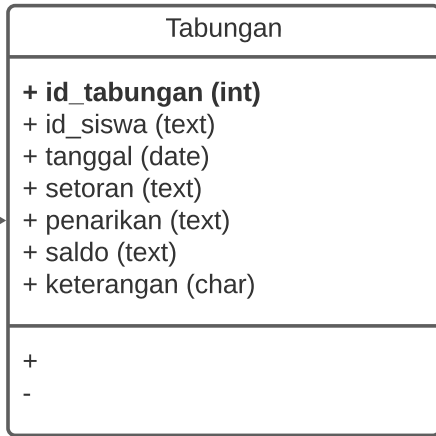 Tabungan
+ id_tabungan (int)
+ id_siswa (text)
+ tanggal (date)
+ setoran (text)
+ penarikan (text)
+ saldo (text)
+ keterangan (char)
+
-